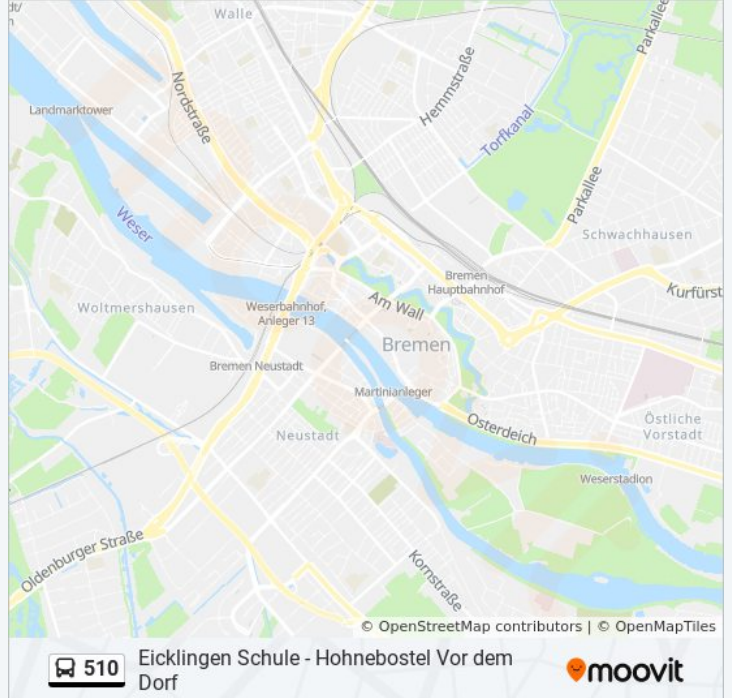 dt/
Walle
Parkallee
Nordstraße
Hemmstraße
Landmarktower
Torfkanal
Parkallee
Weser
Schwachhausen
Bremen
Hauptbahnhof
Kurfürst
Woltmershausen
Weserbahnhof,
Anleger 13
Am Wall
Bremen
Bremen Neustadt
Martinianleger
Neustadt
Osterdeich
Östliche
Vorstadt
Weserstadion
Oldenburger Straße
Kornstraße
© OpenStreetMap contributors | © OpenMapTiles
510
Eicklingen Schule - Hohnebostel Vor dem
Dorf
moovit